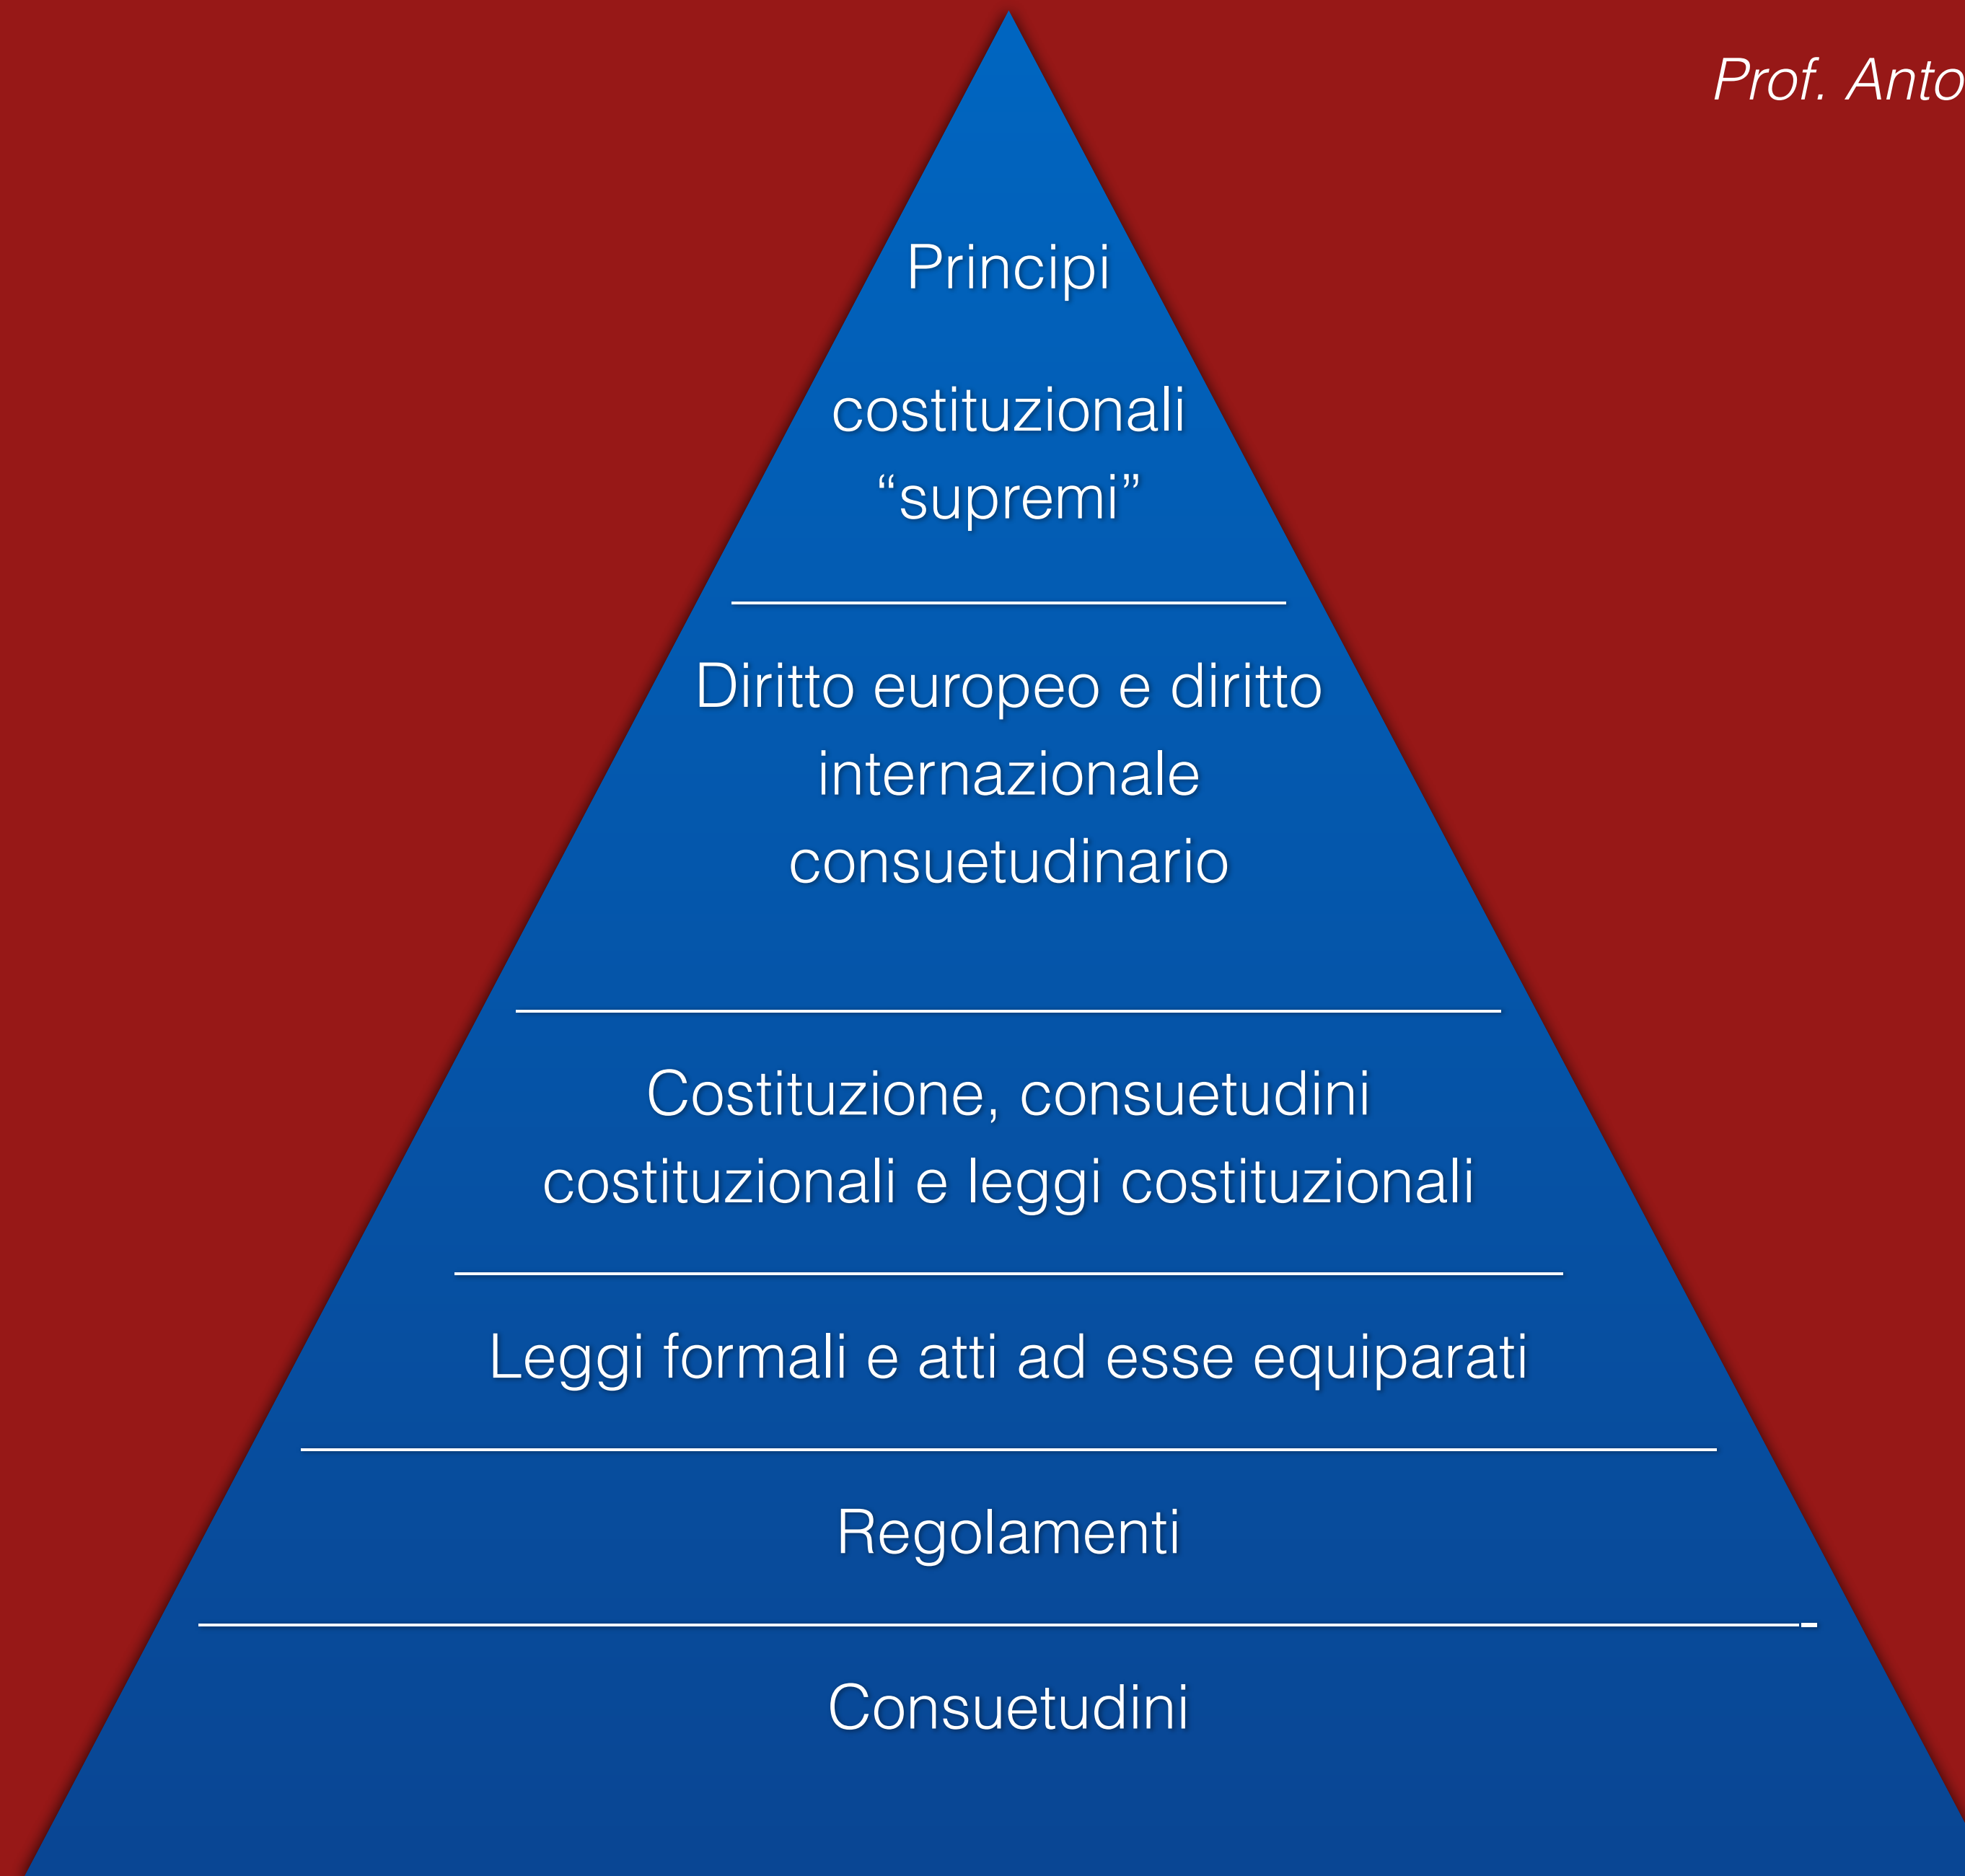 Prof. Anto
Principi
costituzionali
“supremi”
Diritto europeo e diritto
internazionale
consuetudinario
Costituzione, consuetudini
costituzionali e leggi costituzionali
Leggi formali e atti ad esse equiparati
Regolamenti
Consuetudini